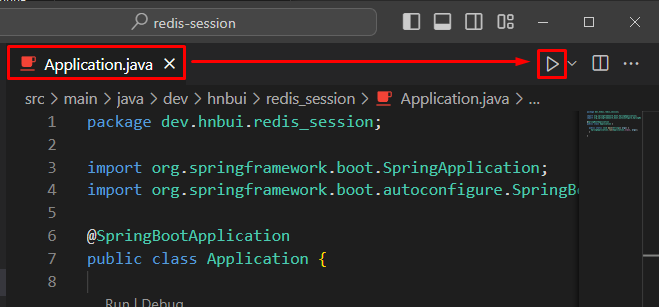 redis-session
Application.java
src > main > java > dev > hnbui > redis_session > Application.java > ...
1 package dev.hnbui.redis_session;
2
3 import org.springframework.boot.SpringApplication;
4 import org.springframework.boot.autoconfigure.SpringBo
5
6 @SpringBootApplication
7 public class Application {
8
Run | Debug